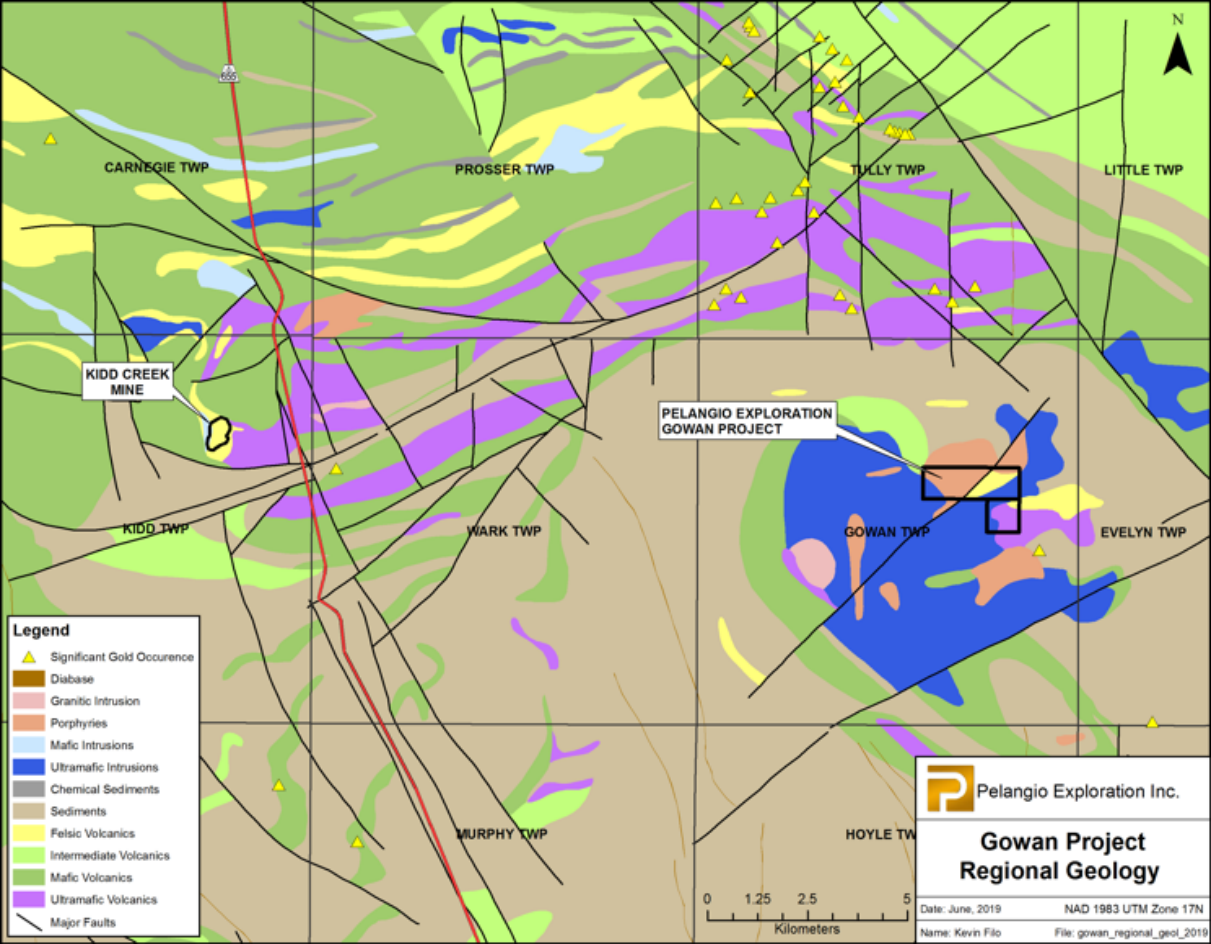 N
655
CARNEGIE TWP
PROSSER TWP
TULLY TWP
LITTLE TWP
KIDD CREEK
MINE
PELANGIO EXPLORATION
GOWAN PROJECT
KIDD TWP
WARK TWP
GOWAN TWP
EVELYN TWP
Legend
Significant Gold Occurence
Diabase
Granitic Intrusion
Porphyries
Mafic Intrusions
Ultramafic Intrusions
Chemical Sediments
Sediments
Felsic Volcanics
Intermediate Volcanics
Mafic Volcanics
Ultramafic Volcanics
Major Faults
MURPHY TWP
HOYLE TW
0 1.25 2.5 5
Kilometers
Pelangio Exploration Inc.
Gowan Project
Regional Geology
Date: June, 2019 NAD 1983 UTM Zone 17N
Name: Kevin Filo File: gowan_regional_geol_2019